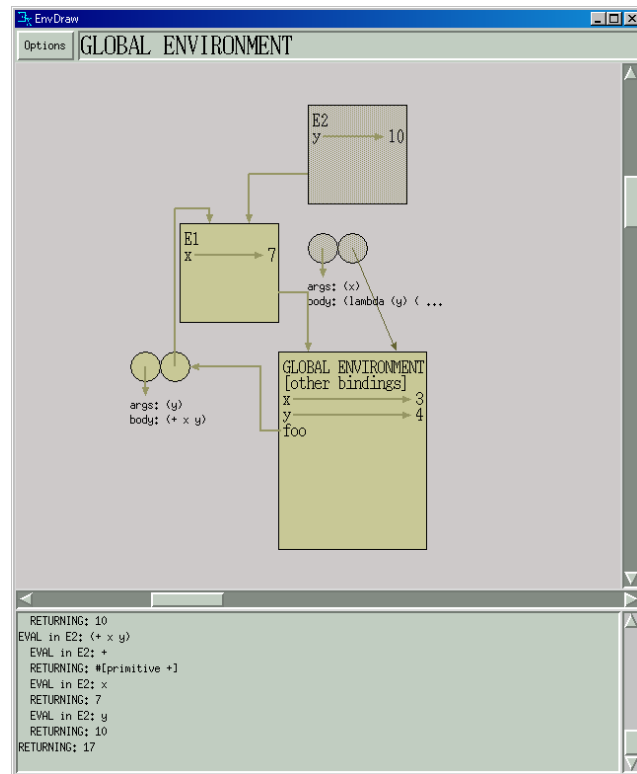 EnvDraw
Options GLOBAL ENVIRONMENT
E2
y 10
E1
x 7
args: (x)
body: (lambda (y) ( ...
GLOBAL ENVIRONMENT
[other bindings]
x 3
y 4
foo
args: (y)
body: (+ x y)
RETURNING: 10
EVAL in E2: (+ x y)
EVAL in E2: +
RETURNING: #[primitive +]
EVAL in E2: x
RETURNING: 7
EVAL in E2: y
RETURNING: 10
RETURNING: 17